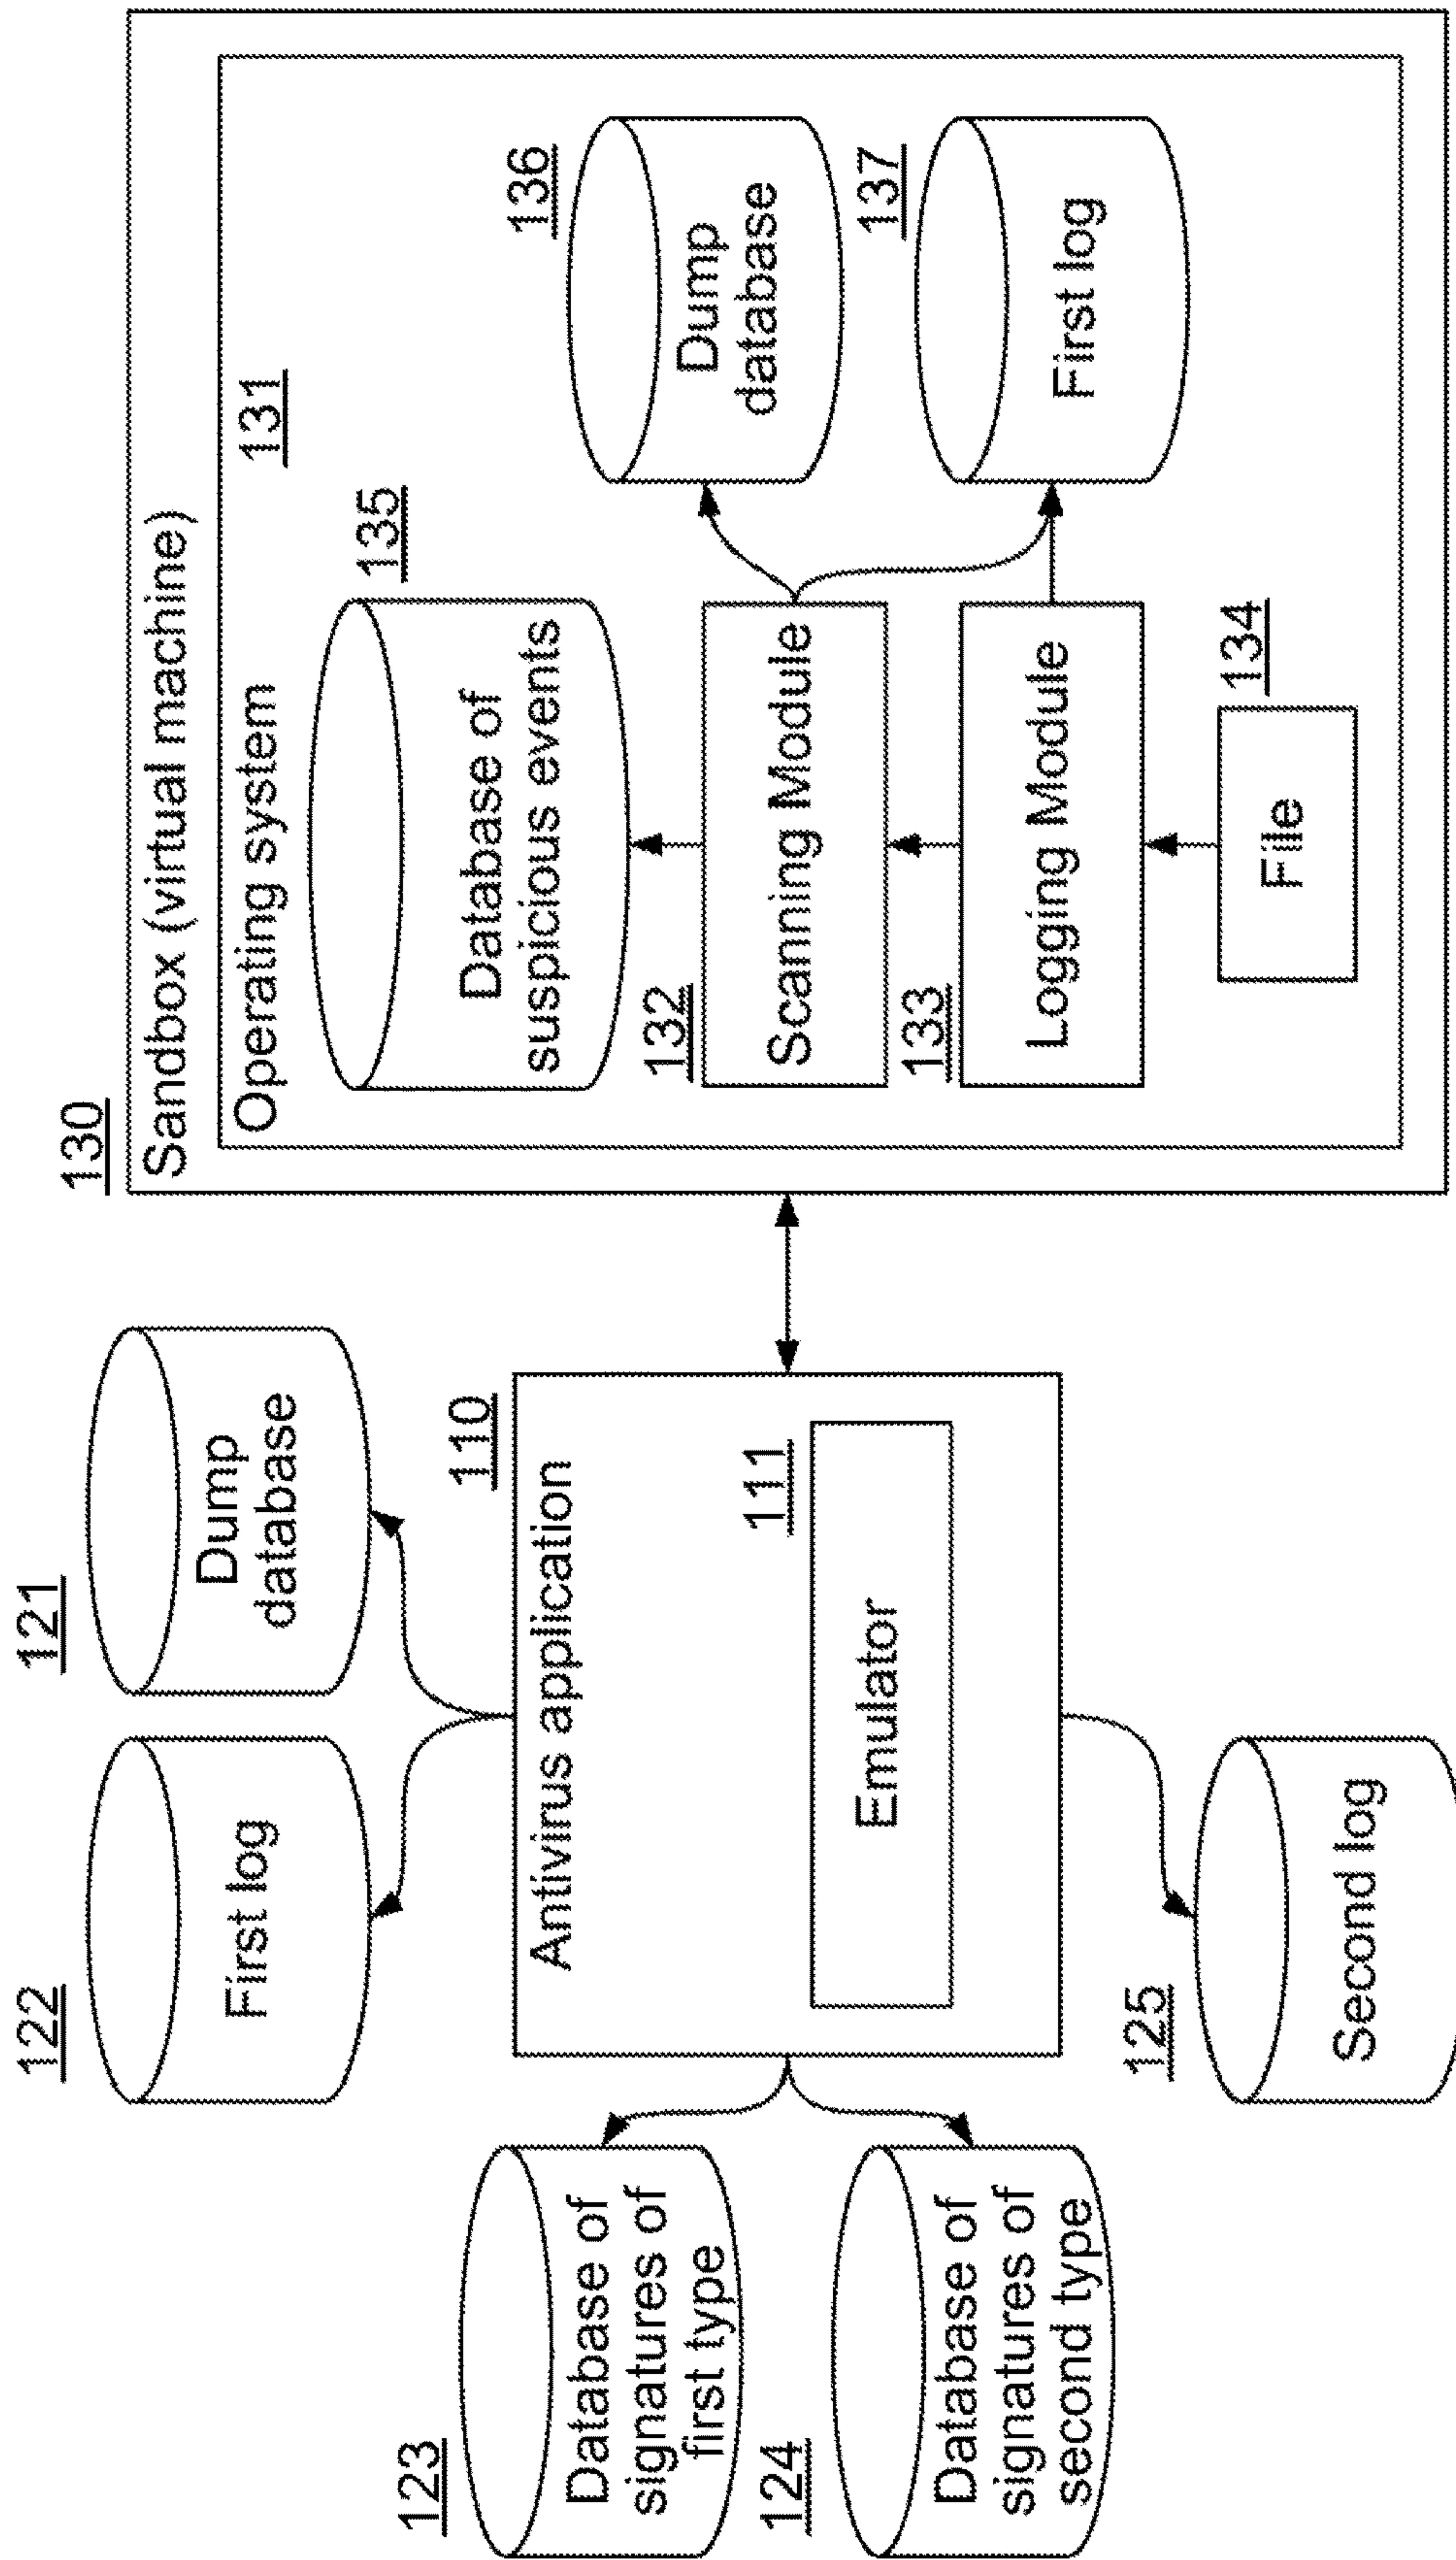 123
Database of
signatures of
first type
124
Database of
signatures of
second type
122
First log
121
Dump
database
110
Antivirus application
111
Emulator
125
Second log
130
Sandbox (virtual machine)
131
Operating system
135
Database of
suspicious events
132
Scanning Module
133
Logging Module
134
File
136
Dump
database
137
First log